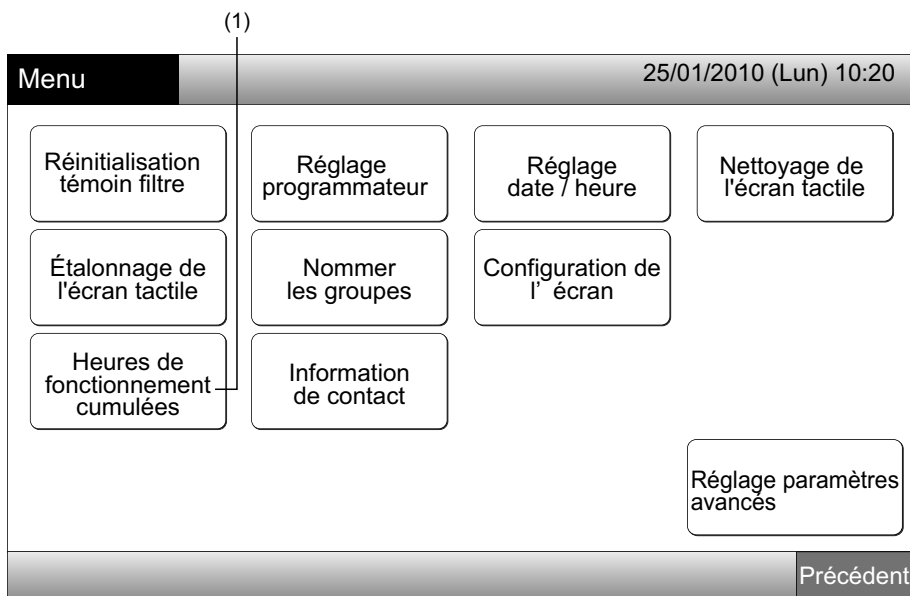 (1)
Menu
25/01/2010 (Lun) 10:20
Réinitialisation
témoin filtre
Réglage
programmateur
Réglage
date / heure
Nettoyage de
l'écran tactile
Étalonnage de
l'écran tactile
Nommer
les groupes
Configuration de
l’ écran
Heures de
fonctionnement
cumulées
Information
de contact
Réglage paramètres
avancés
Précédent